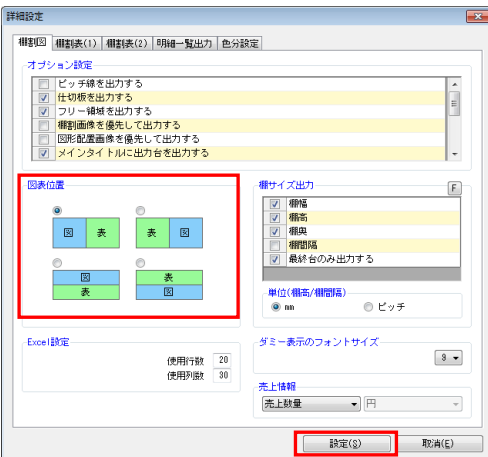 詳細設定
棚割図 棚割表(1) 棚割表(2) 明細一覧出力 色分設定
オプション設定
ピッチ線を出力する
仕切板を出力する
フリー領域を出力する
棚割画像を優先して出力する
図形配置画像を優先して出力する
メインタイトルに出力台を出力する
図表位置
図 表 表 図
図 表
表 図
棚サイズ出力 F
棚幅
棚高
棚奥
棚間隔
最終台のみ出力する
単位(棚高/棚間隔)
mm ピッチ
Excel設定
使用行数 20
使用列数 30
ダミー表示のフォントサイズ
9
売上情報
売上数量 円
設定(S) 取消(E)